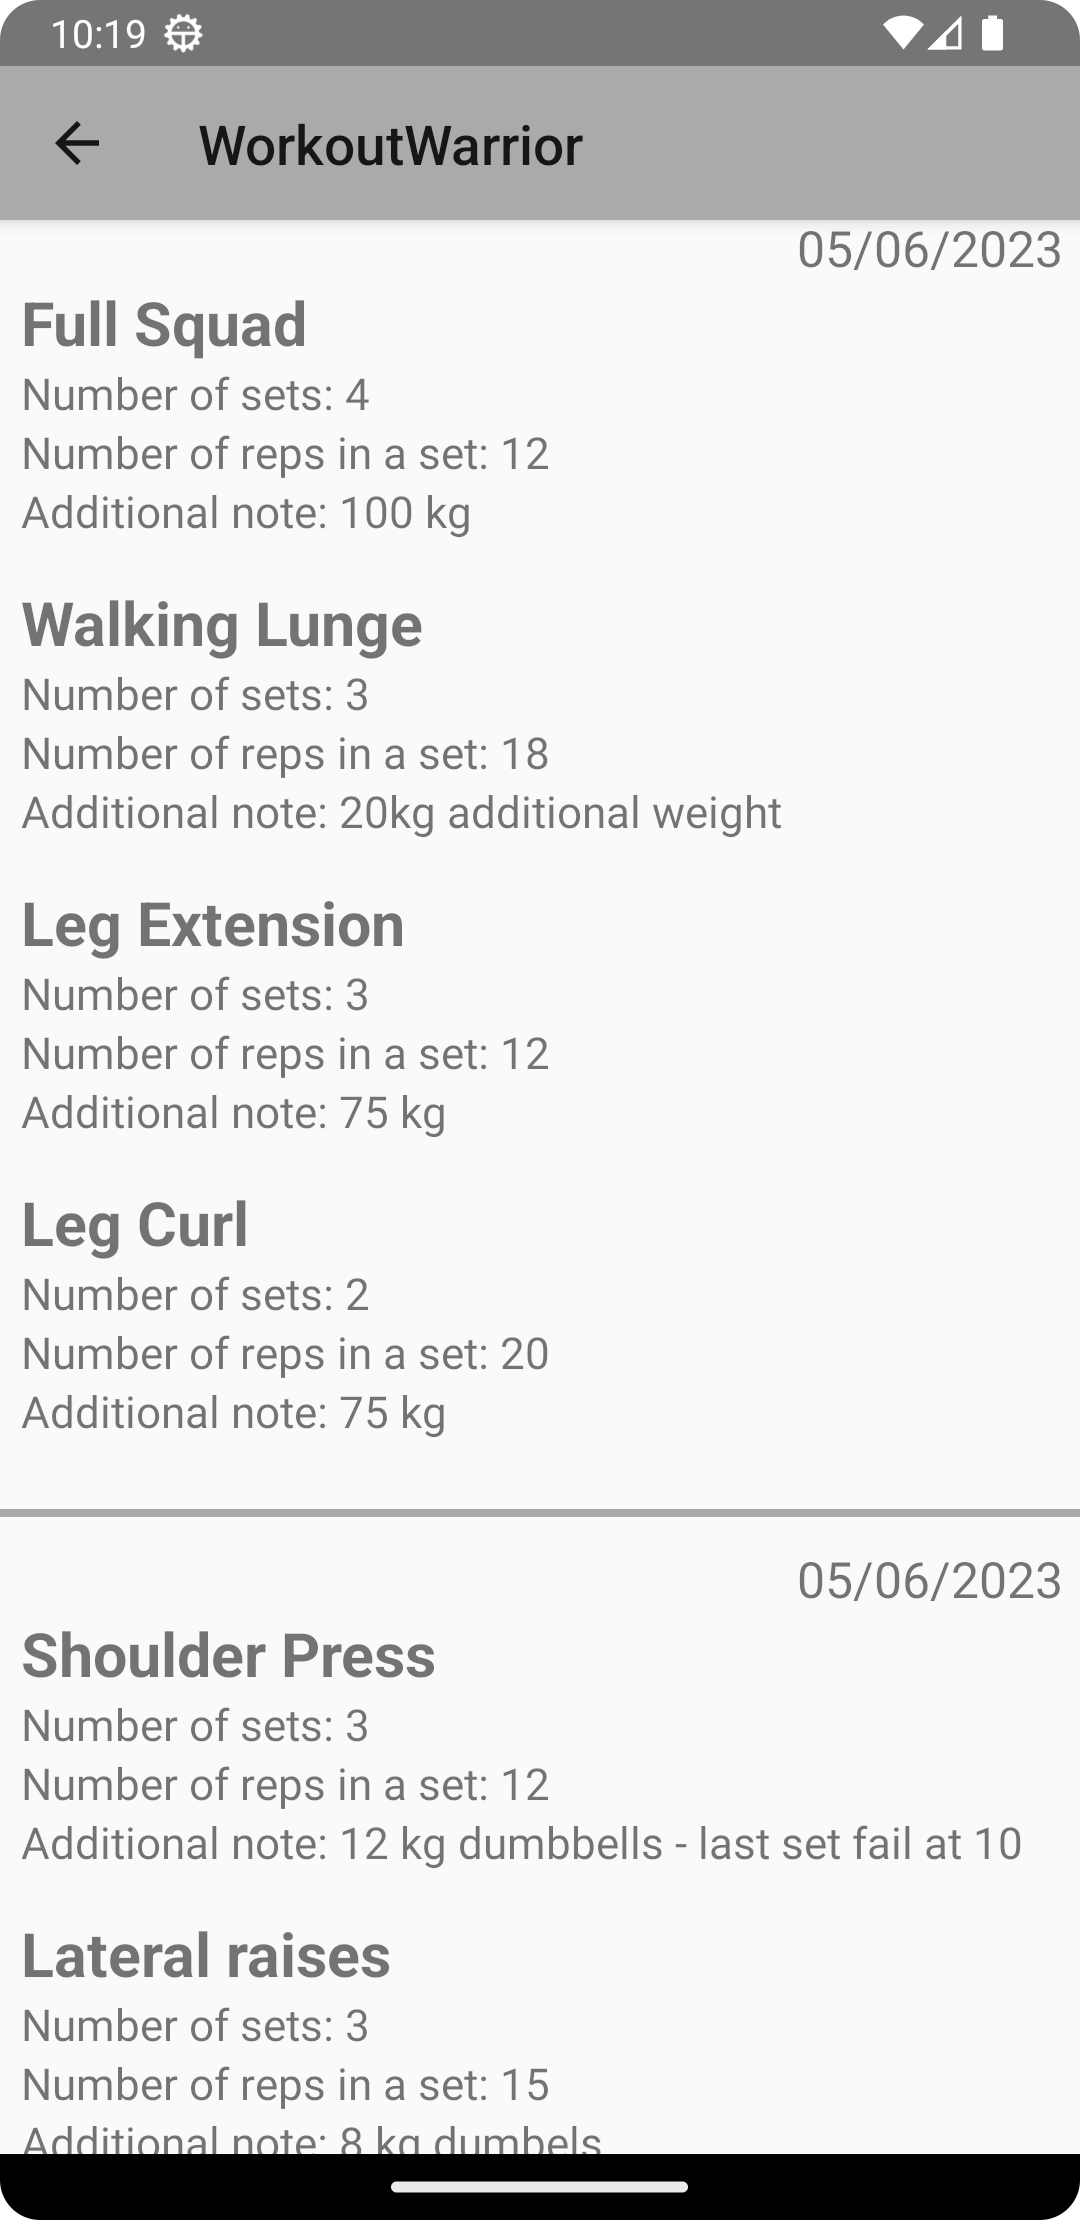 10:19
WorkoutWarrior
05/06/2023
Full Squad
Number of sets: 4
Number of reps in a set: 12
Additional note: 100 kg
Walking Lunge
Number of sets: 3
Number of reps in a set: 18
Additional note: 20kg additional weight
Leg Extension
Number of sets: 3
Number of reps in a set: 12
Additional note: 75 kg
Leg Curl
Number of sets: 2
Number of reps in a set: 20
Additional note: 75 kg
05/06/2023
Shoulder Press
Number of sets: 3
Number of reps in a set: 12
Additional note: 12 kg dumbbells - last set fail at 10
Lateral raises
Number of sets: 3
Number of reps in a set: 15
Additional note: 8 kg dumbels